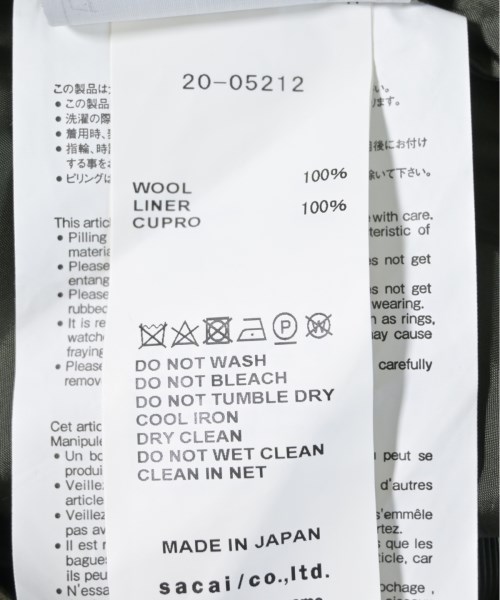 20-05212
WOOL 100%
LINER
CUPRO 100%
DO NOT WASH
DO NOT BLEACH
DO NOT TUMBLE DRY
COOL IRON
DRY CLEAN
DO NOT WET CLEAN
CLEAN IN NET
MADE IN JAPAN
sacai/co.,ltd.
この製品は
• この製品
• 洗濯の際
• 着用時、
• 指輪、時
する事を
• ピリングは
い。
ます。
後にお付け
除いて下さい。
This artic
• Pilling
materia
• Please
entang
• Please
rubbed
• It is re
watch
fraying
• Please
remov
with care.
teristic of
s not get
s not get
wearing.
n as rings,
ay cause
carefully
Cet artic
Manipule
• Un bo
produi
• Veille
article
• Veillez
pas av
• Il est r
bague
ils peu
• N'essa
peut se
d'autres
s'emmêle
rtez.
que les
ticle, car
ochage ,